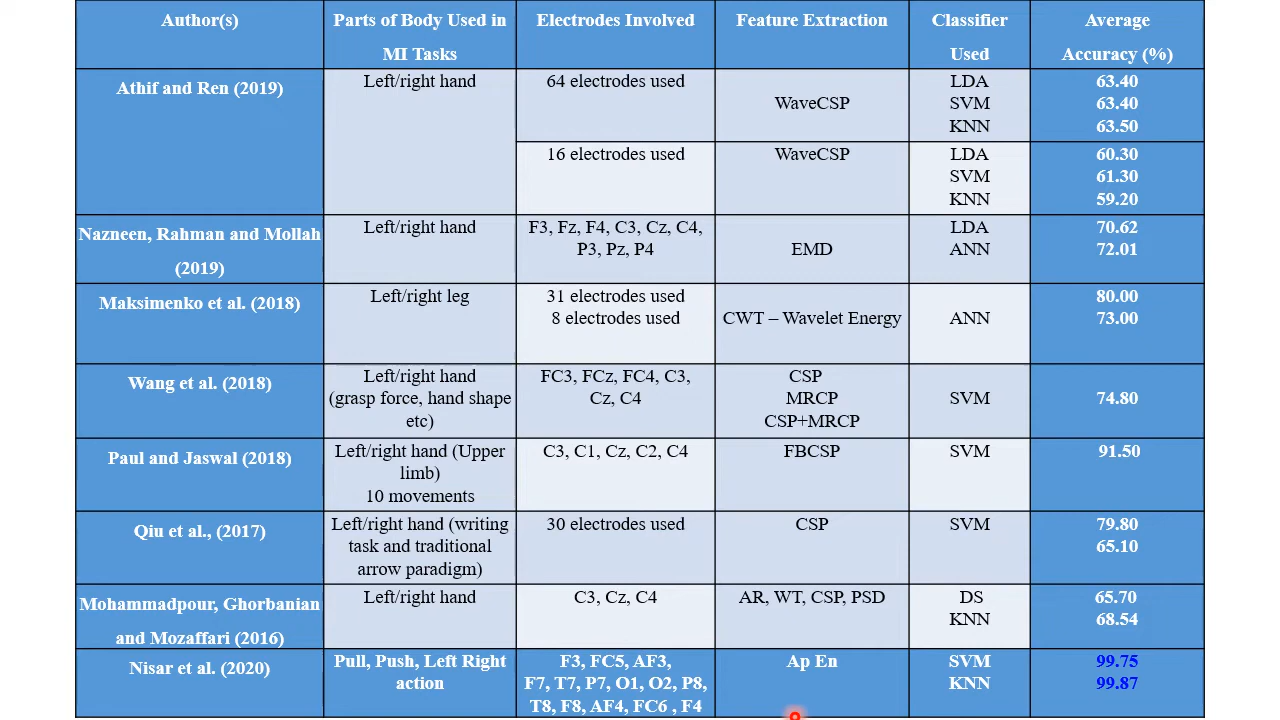 Author(s)
Parts of Body Used in
MI Tasks
Electrodes Involved
Feature Extraction
Classifier
Used
Average
Accuracy (%)
Athif and Ren (2019)
Left/right hand
64 electrodes used
WaveCSP
LDA
SVM
KNN
63.40
63.40
63.50
16 electrodes used
WaveCSP
LDA
SVM
KNN
60.30
61.30
59.20
Nazneen, Rahman and Mollah
(2019)
Left/right hand
F3, Fz, F4, C3, Cz, C4,
P3, Pz, P4
EMD
LDA
ANN
70.62
72.01
Maksimenko et al. (2018)
Left/right leg
31 electrodes used
8 electrodes used
CWT – Wavelet Energy
ANN
80.00
73.00
Wang et al. (2018)
Left/right hand
(grasp force, hand shape
etc)
FC3, FCz, FC4, C3,
Cz, C4
CSP
MRCP
CSP+MRCP
SVM
74.80
Paul and Jaswal (2018)
Left/right hand (Upper
limb)
10 movements
C3, C1, Cz, C2, C4
FBCSP
SVM
91.50
Qiu et al., (2017)
Left/right hand (writing
task and traditional
arrow paradigm)
30 electrodes used
CSP
SVM
79.80
65.10
Mohammadpour, Ghorbanian
and Mozaffari (2016)
Left/right hand
C3, Cz, C4
AR, WT, CSP, PSD
DS
KNN
65.70
68.54
Nisar et al. (2020)
Pull, Push, Left Right
action
F3, FC5, AF3,
F7, T7, P7, O1, O2, P8,
T8, F8, AF4, FC6 , F4
Ap En
SVM
KNN
99.75
99.87